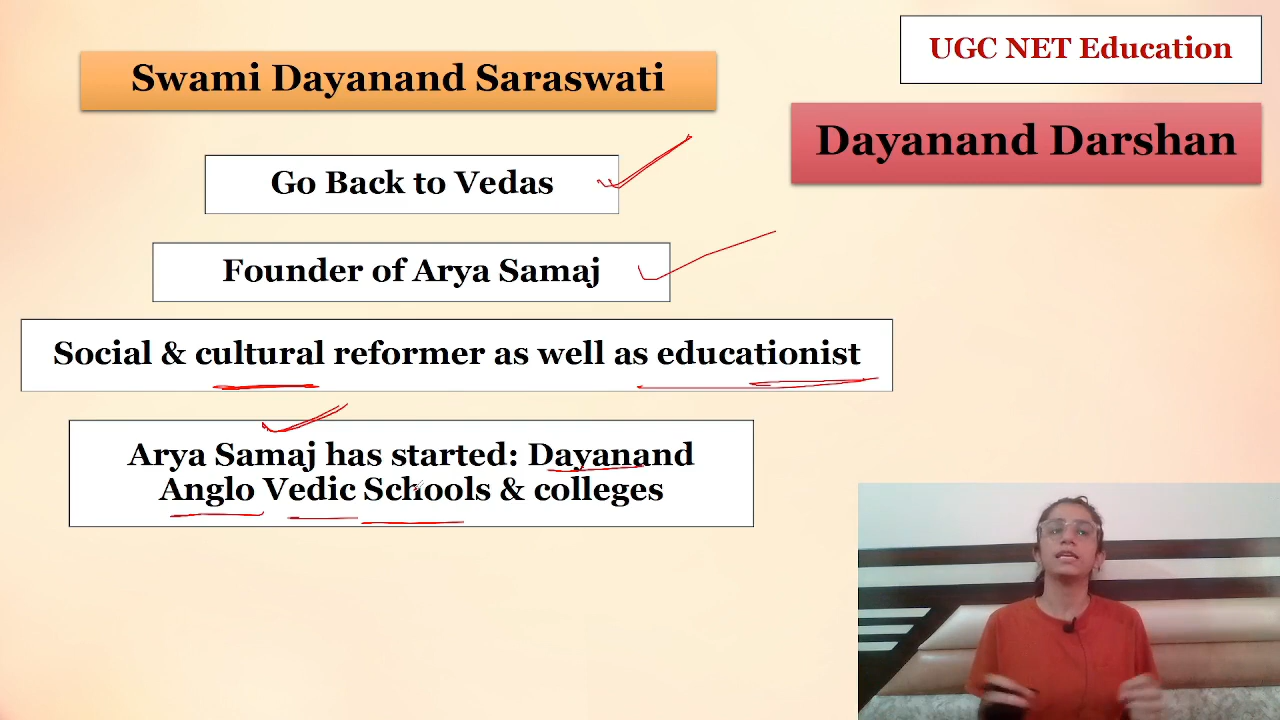 UGC NET Education
Swami Dayanand Saraswati
Dayanand Darshan
Go Back to Vedas
Founder of Arya Samaj
Social & cultural reformer as well as educationist
Arya Samaj has started: Dayanand
Anglo Vedic Schools & colleges